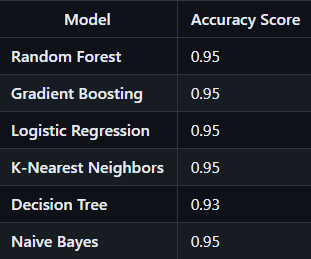 Model Accuracy Score
Random Forest 0.95
Gradient Boosting 0.95
Logistic Regression 0.95
K-Nearest Neighbors 0.95
Decision Tree 0.93
Naive Bayes 0.95